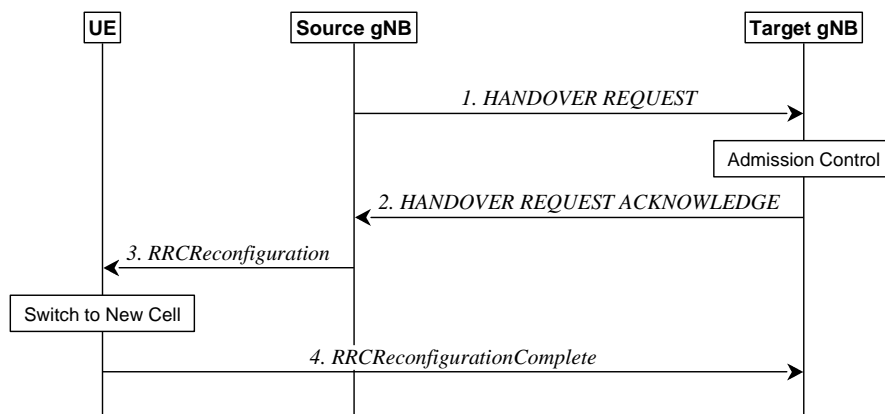 UE
Source gNB
Target gNB
1. HANDOVER REQUEST
Admission Control
2. HANDOVER REQUEST ACKNOWLEDGE
3. RRCReconfiguration
Switch to New Cell
4. RRCReconfigurationComplete